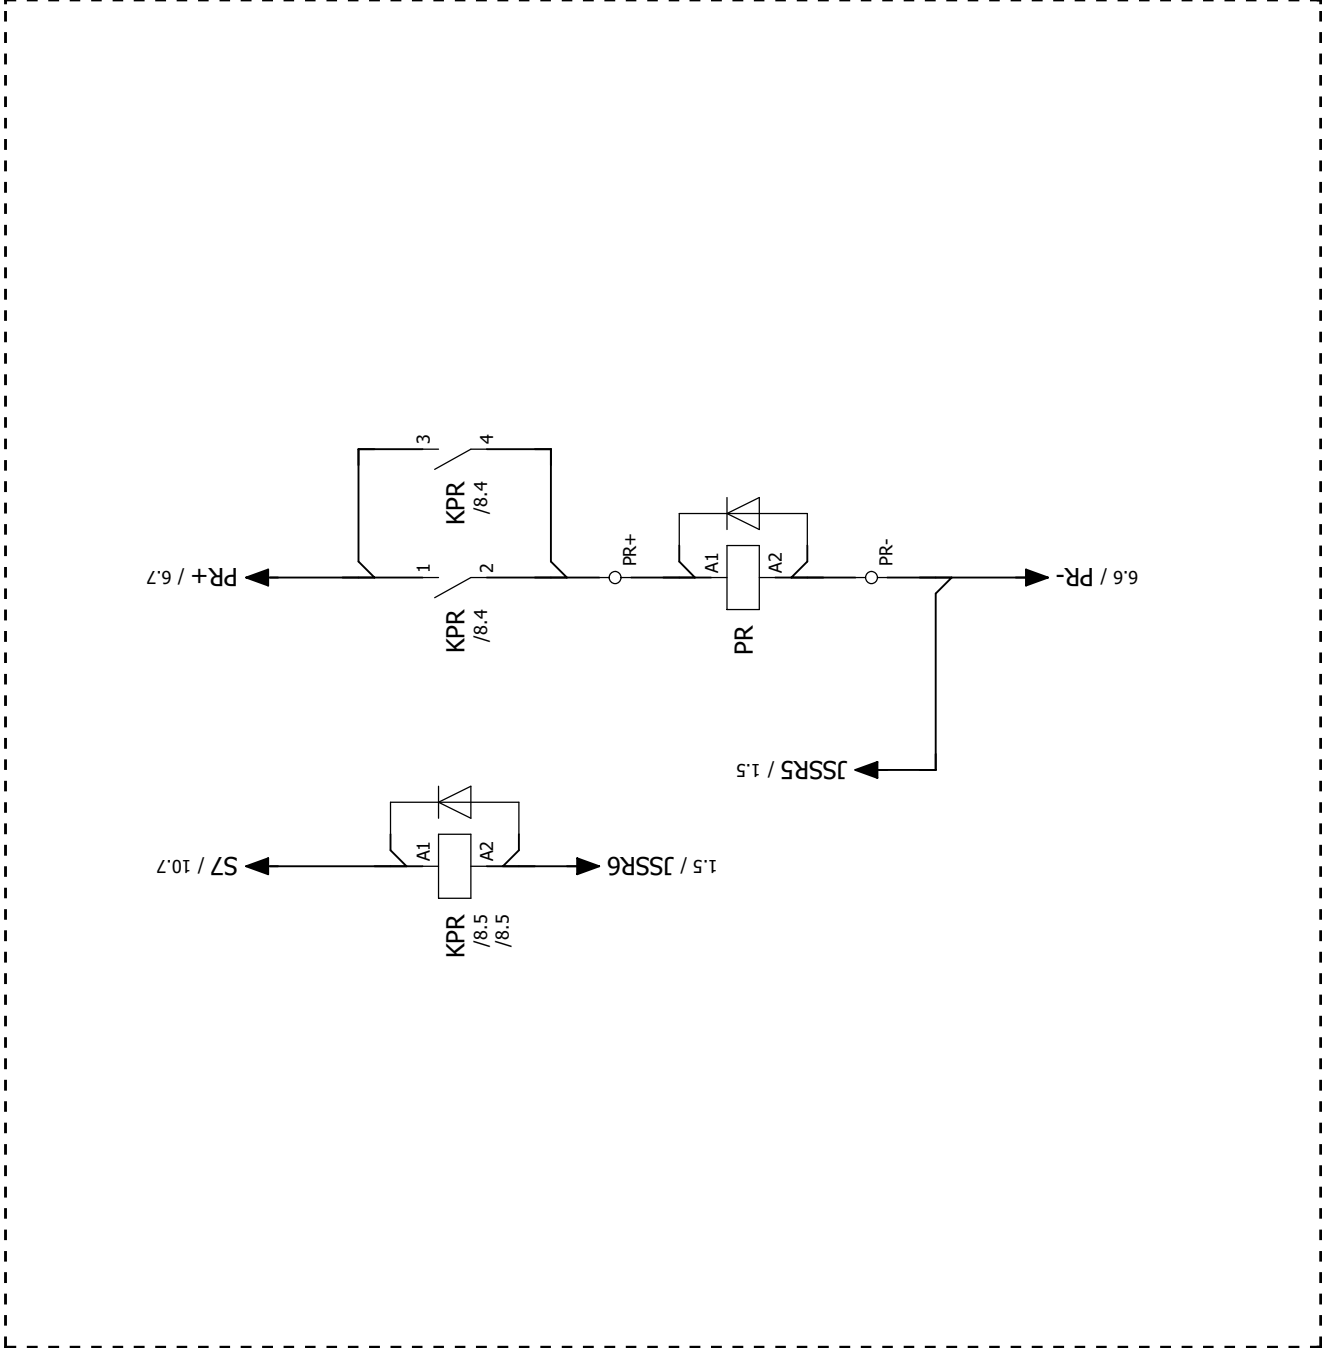 3
4
KPR
/8.4
PR+ / 6.7
1
2
KPR
/8.4
PR+
A1
A2
PR
PR-
PR- / 6.6
JSSR5 / 1.5
S7 / 10.7
A1
A2
KPR
/8.5
/8.5
JSSR6 / 1.5